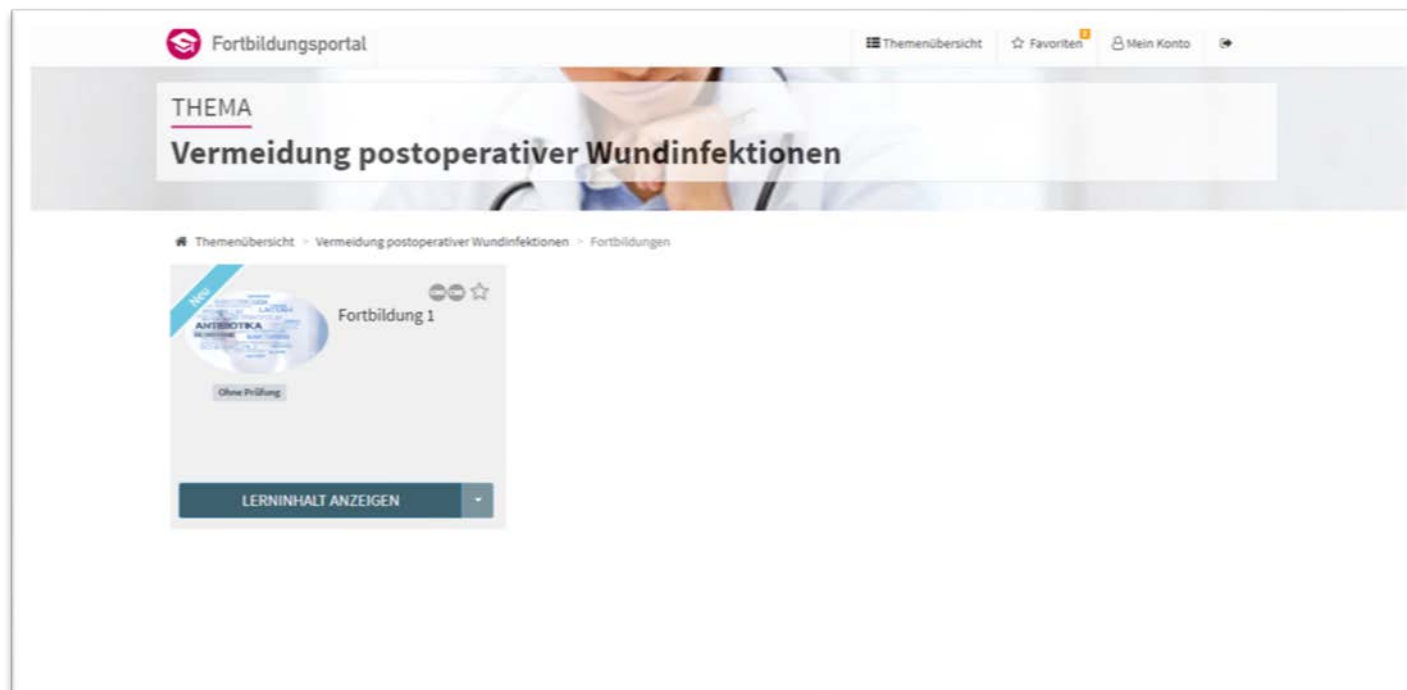 Fortbildungsportal
Themenübersicht
Favoriten
Mein Konto
THEMA
Vermeidung postoperativer Wundinfektionen
Themenübersicht > Vermeidung postoperativer Wundinfektionen > Fortbildungen
Neu
Fortbildung 1
ANTIBIOTIKA
Ohne Prüfung
LERNINHALT ANZEIGEN